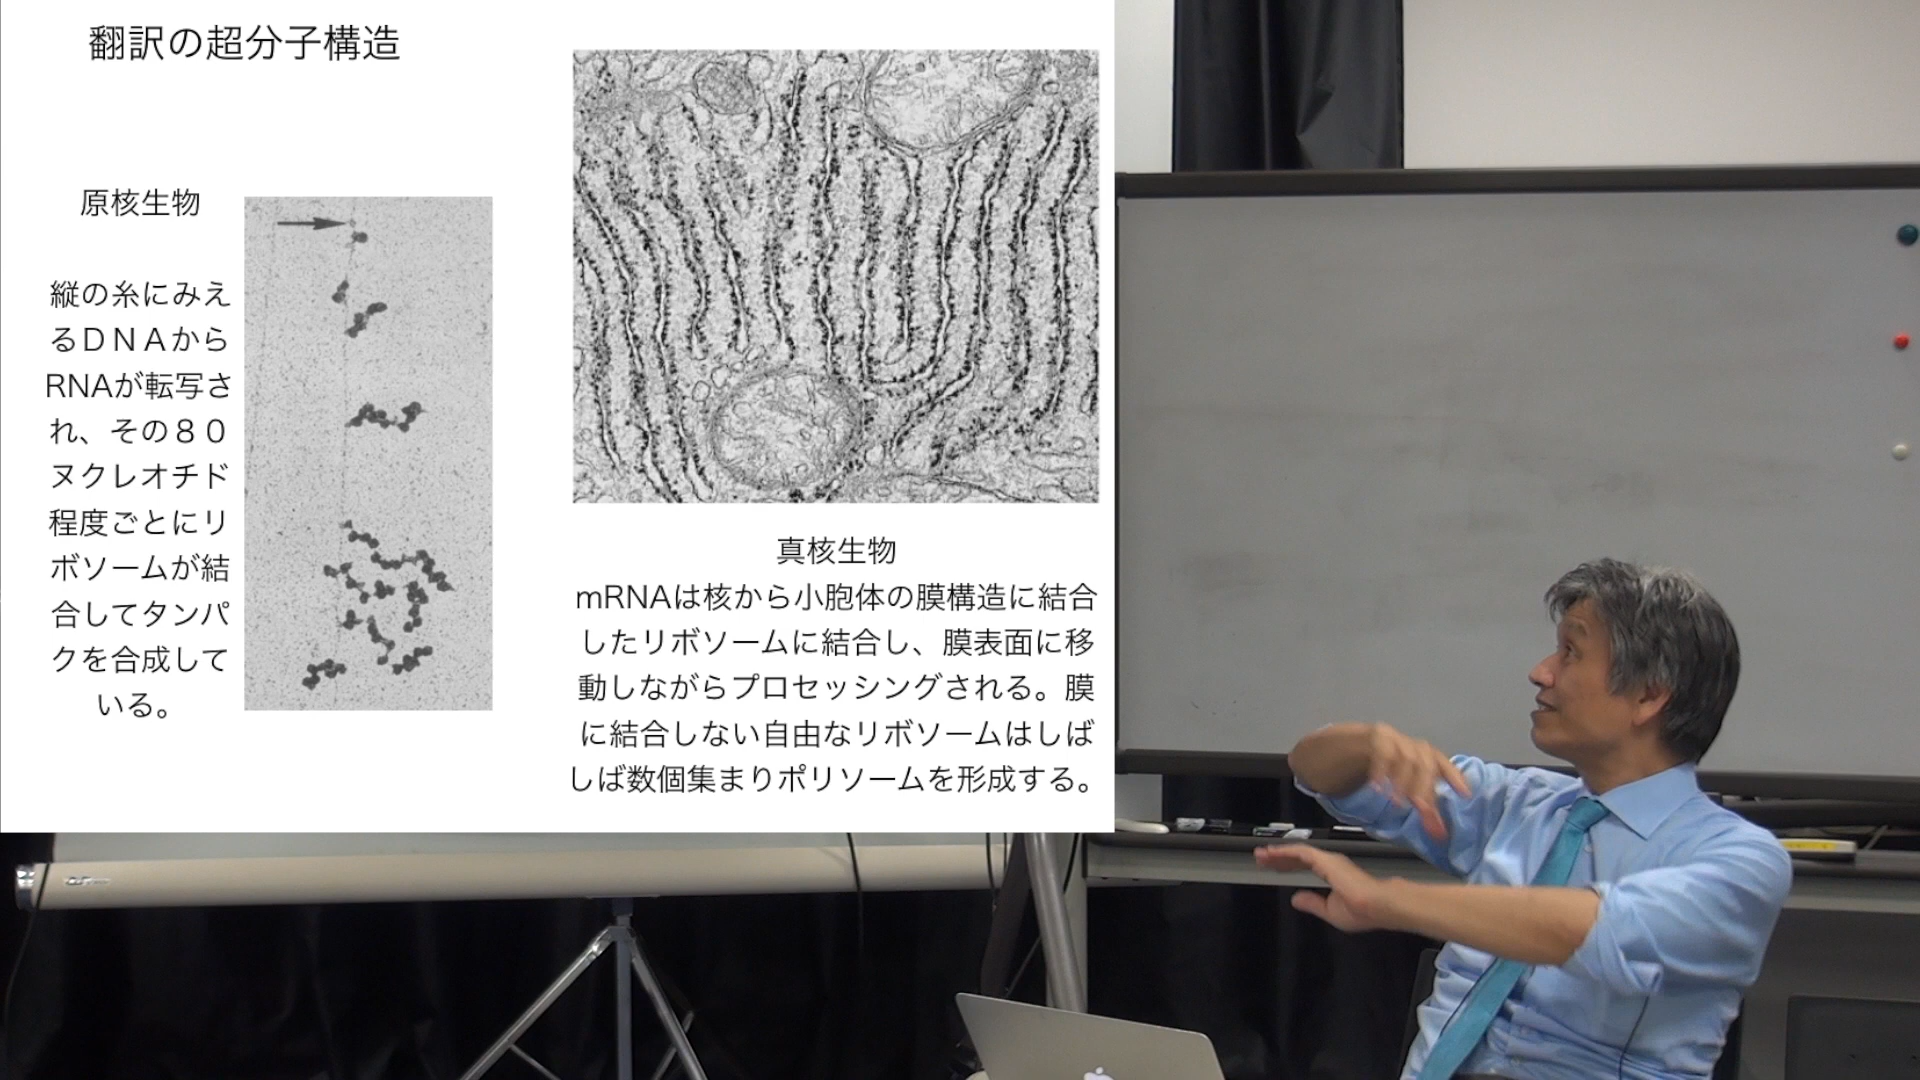 翻訳の超分子構造
原核生物
縦の糸にみえ
るＤＮＡから
RNAが転写さ
れ、その８０
ヌクレオチド
程度ごとにリ
ボソームが結
合してタンパ
クを合成して
いる。
真核生物
mRNAは核から小胞体の膜構造に結合
したリボソームに結合し、膜表面に移
動しながらプロセッシングされる。膜
に結合しない自由なリボソームはしば
しば数個集まりポリソームを形成する。